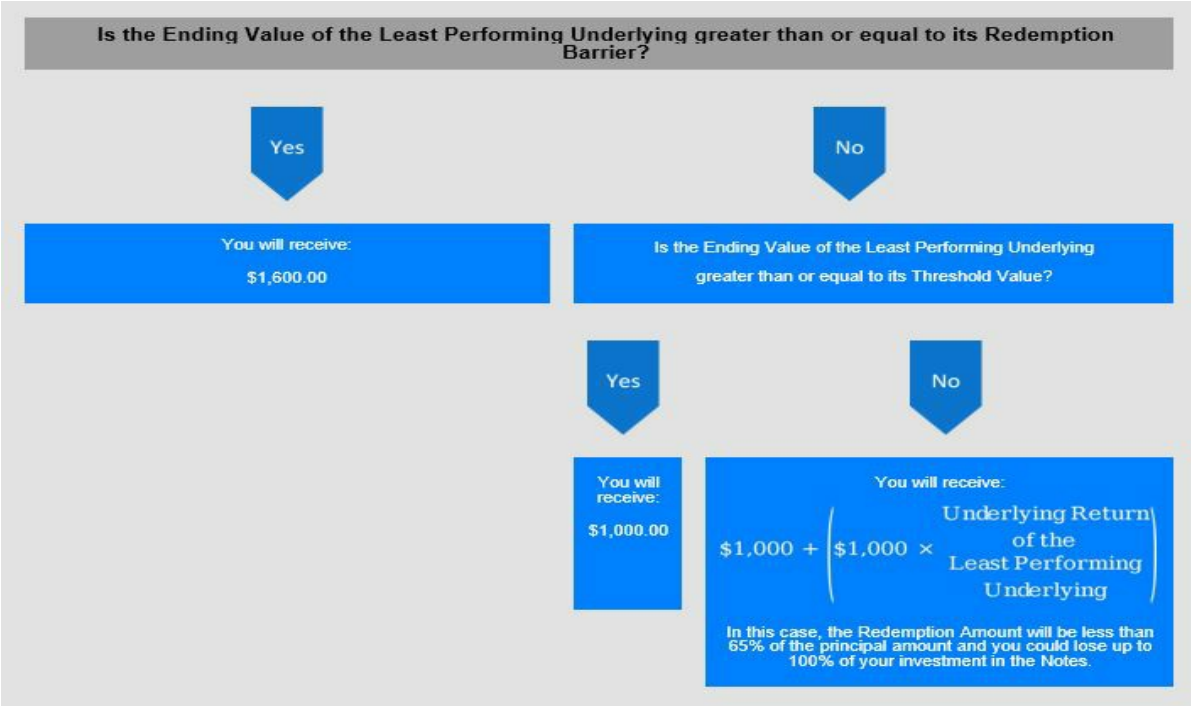 Is the Ending Value of the Least Performing Underlying greater than or equal to its Redemption
Barrier?
Yes
No
You will receive:
$1,600.00
Is the Ending Value of the Least Performing Underlying
greater than or equal to its Threshold Value?
Yes
No
You will
receive:
$1,000.00
You will receive:
$1,000 + ($1,000 ×
Underlying Return
of the
Least Performing
Underlying)
In this case, the Redemption Amount will be less than
65% of the principal amount and you could lose up to
100% of your investment in the Notes.